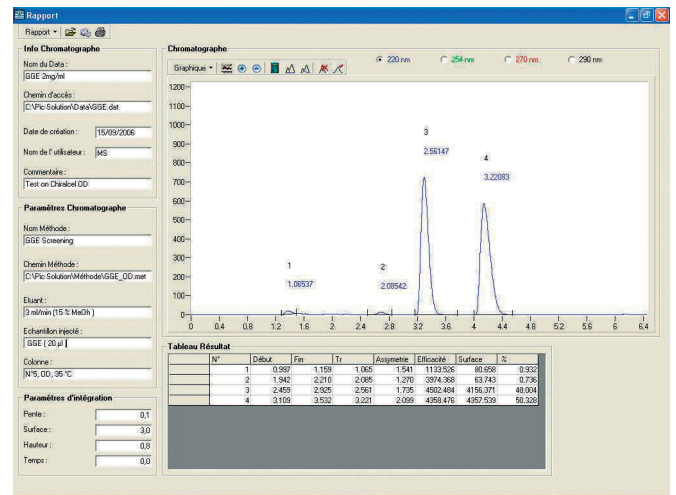 Rapport
Rapport
Info Chromatographe
Nom du Data :
GGE 2mg/ml
Chemin d'accès :
C:\Pic Solution\Data\GGE.dat
Date de création : 15/09/2006
Nom de l' utilisateur : MS
Commentaire :
Test on Chiralcel OD
Paramètres Chromatographe
Nom Méthode :
GGE Screening
Chemin Méthode :
C:\Pic Solution\Méthode\GGE_OD.met
Eluant :
3 ml/min (15 % MeOh )
Echantillon injecté :
GGE ( 20 µl )
Colonne :
N°5, OD, 35 °C
Paramètres d'intégration
Pente : 0,1
Surface : 3,0
Hauteur : 0,8
Temps : 0,0
Chromatographe
Graphique 220 nm 254 nm 270 nm 290 nm
1200
1100
1000
900
800
700
600
500
400
300
200
100
0
1
1.06537
2
2.08542
3
2.56147
4
3.22083
0 0.4 0.8 1.2 1.6 2 2.4 2.8 3.2 3.6 4 4.4 4.8 5.2 5.6 6 6.4
Tableau Résultat
N° Début Fin Tr Assymetrie Efficacité Surface %
1 0.997 1.159 1.065 1.541 1133.526 80.658 0.932
2 1.942 2.210 2.085 1.270 3974.368 63.743 0.736
3 2.459 2.925 2.561 1.735 4502.484 4156.371 48.004
4 3.109 3.532 3.221 2.099 4358.476 4357.539 50.328